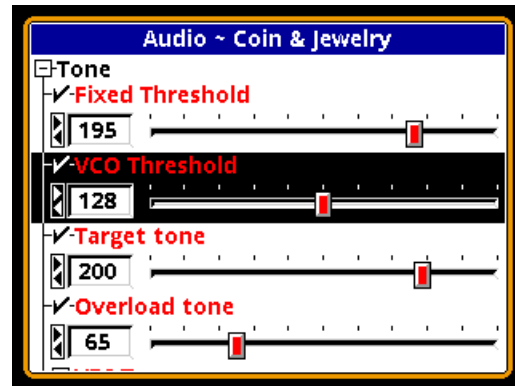 Audio ~ Coin & Jewelry
Tone
Fixed Threshold
195
VCO Threshold
128
Target tone
200
Overload tone
65